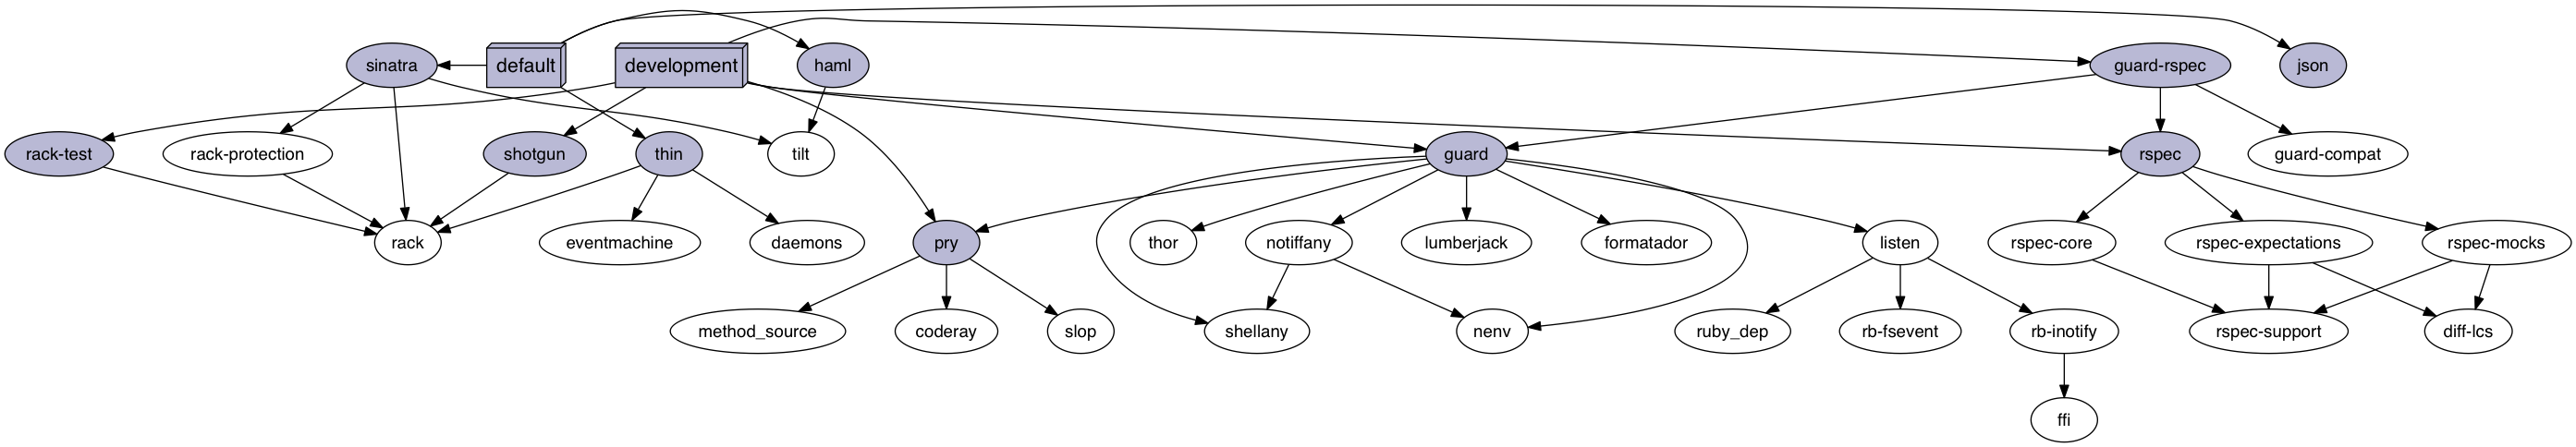 sinatra
default
development
haml
guard-rspec
json
rack-test
rack-protection
shotgun
thin
tilt
guard
rspec
guard-compat
rack
eventmachine
daemons
pry
thor
notiffany
lumberjack
formatador
listen
rspec-core
rspec-expectations
rspec-mocks
method_source
coderay
slop
shellany
nenv
ruby_dep
rb-fsevent
rb-inotify
rspec-support
diff-lcs
ffi